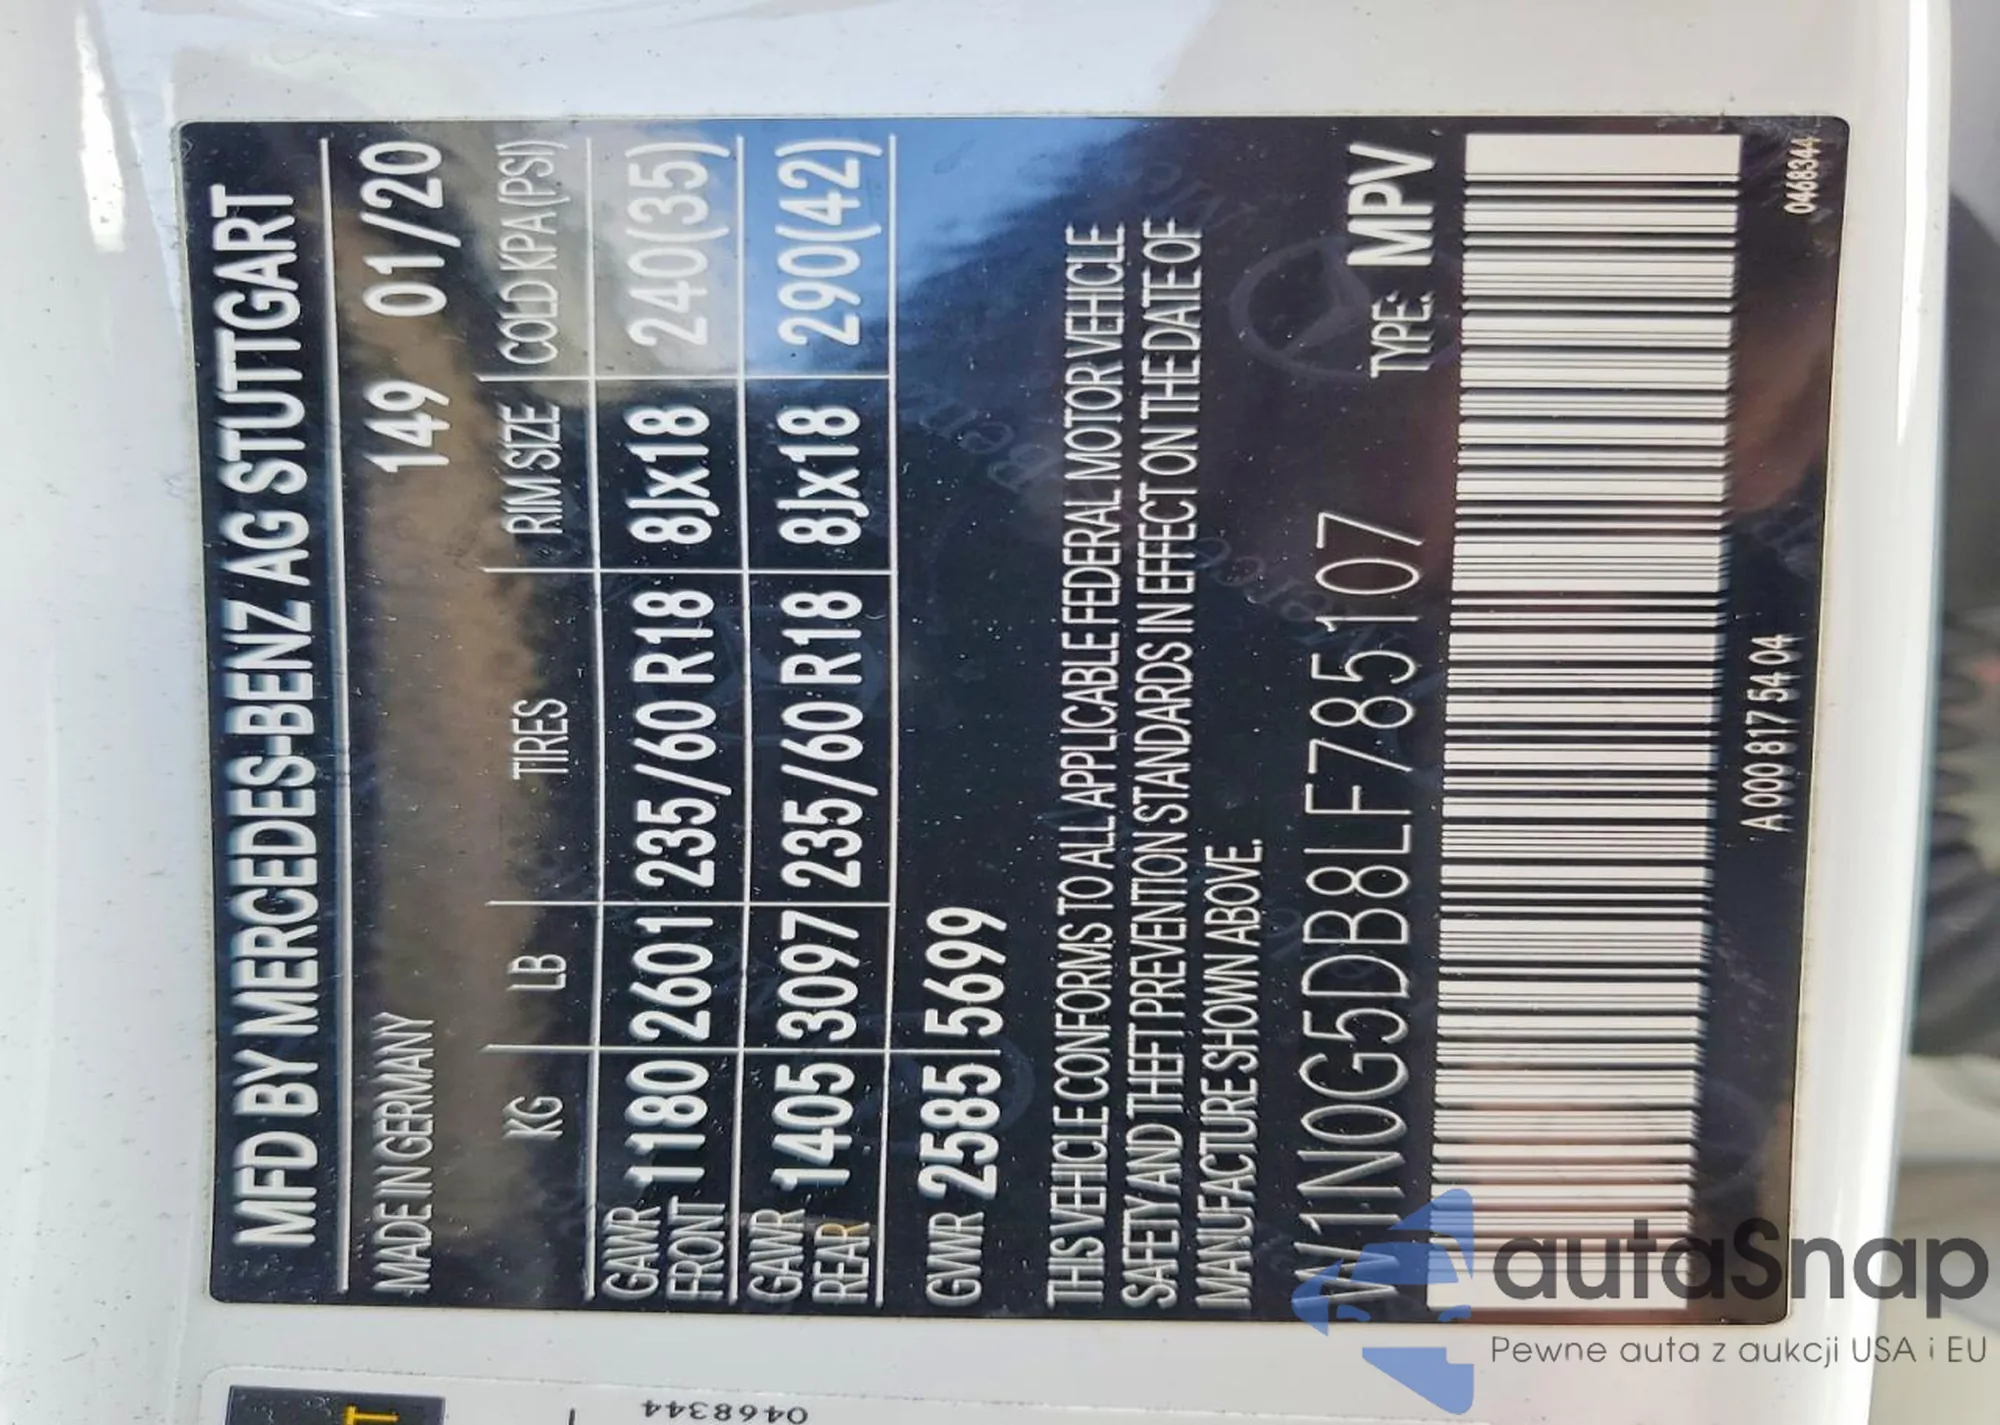 MFD BY MERCEDES-BENZ AG STUTTGART
MADE IN GERMANY 149 01/20
KG LB TIRES RIM SIZE COLD KPA (PSI)
GAWR FRONT 1180 2601 235/60 R18 8Jx18 240(35)
GAWR REAR 1405 3097 235/60 R18 8Jx18 290(42)
GVWR 2585 5699
THIS VEHICLE CONFORMS TO ALL APPLICABLE FEDERAL MOTOR VEHICLE
SAFETY AND THEFT PREVENTION STANDARDS IN EFFECT ON THE DATE OF
MANUFACTURE SHOWN ABOVE.
W1N0G5DB8LF785107 TYPE: MPV
A 000 817 54 04 0468344
0468344
autaSnap
Pewne auta z aukcji USA i EU